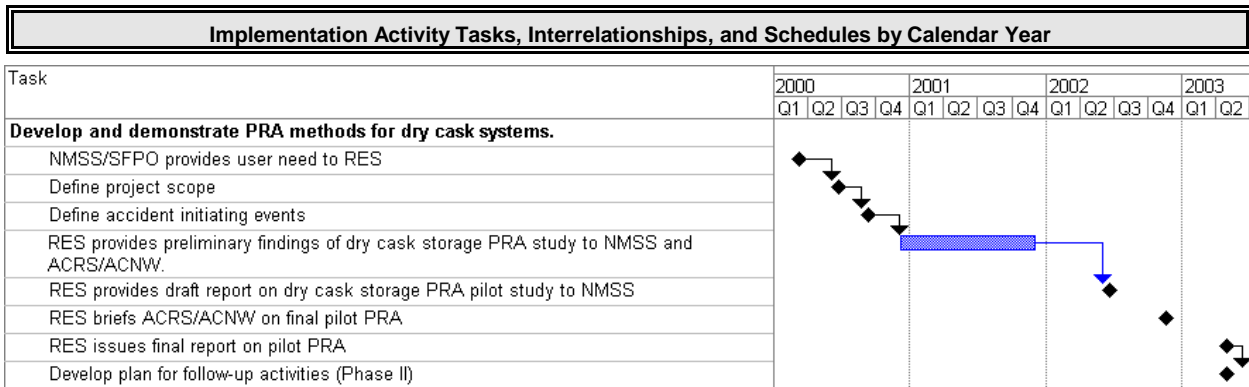 Implementation Activity Tasks, Interrelationships, and Schedules by Calendar Year
Task
2000 2001 2002 2003
Q1 Q2 Q3 Q4 Q1 Q2 Q3 Q4 Q1 Q2 Q3 Q4 Q1 Q2
Develop and demonstrate PRA methods for dry cask systems.
NMSS/SFPO provides user need to RES
Define project scope
Define accident initiating events
RES provides preliminary findings of dry cask storage PRA study to NMSS and
ACRS/ACNW.
RES provides draft report on dry cask storage PRA pilot study to NMSS
RES briefs ACRS/ACNW on final pilot PRA
RES issues final report on pilot PRA
Develop plan for follow-up activities (Phase II)